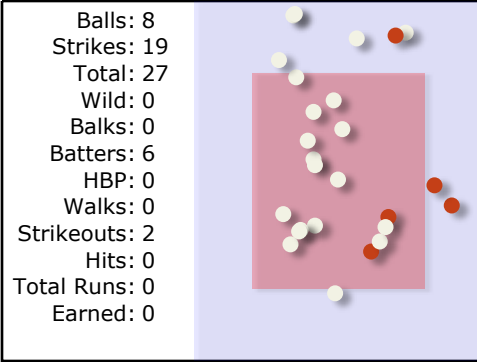 Balls: 8
Strikes: 19
Total: 27
Wild: 0
Balks: 0
Batters: 6
HBP: 0
Walks: 0
Strikeouts: 2
Hits: 0
Total Runs: 0
Earned: 0